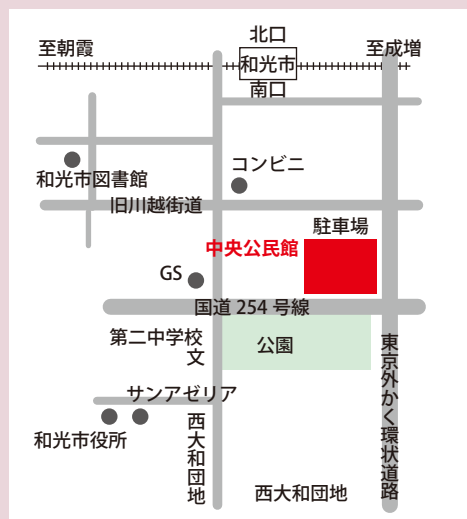 北口
至朝霞
至成増
和光市
南口
コンビニ
和光市図書館
旧川越街道
駐車場
中央公民館
GS
国道 254 号線
第二中学校
文
公園
東京外かく環状道路
サンアゼリア
西大和団地
和光市役所
西大和団地